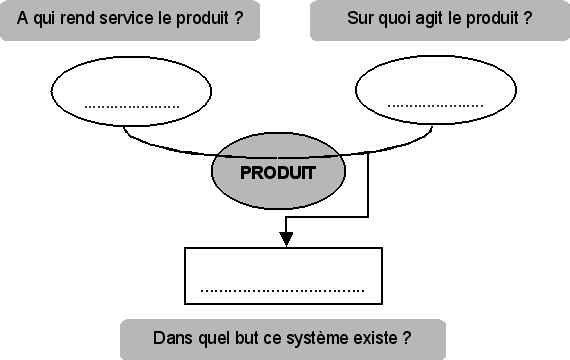 A qui rend service le produit ?
Sur quoi agit le produit ?
...................
...................
PRODUIT
.................................
Dans quel but ce système existe ?